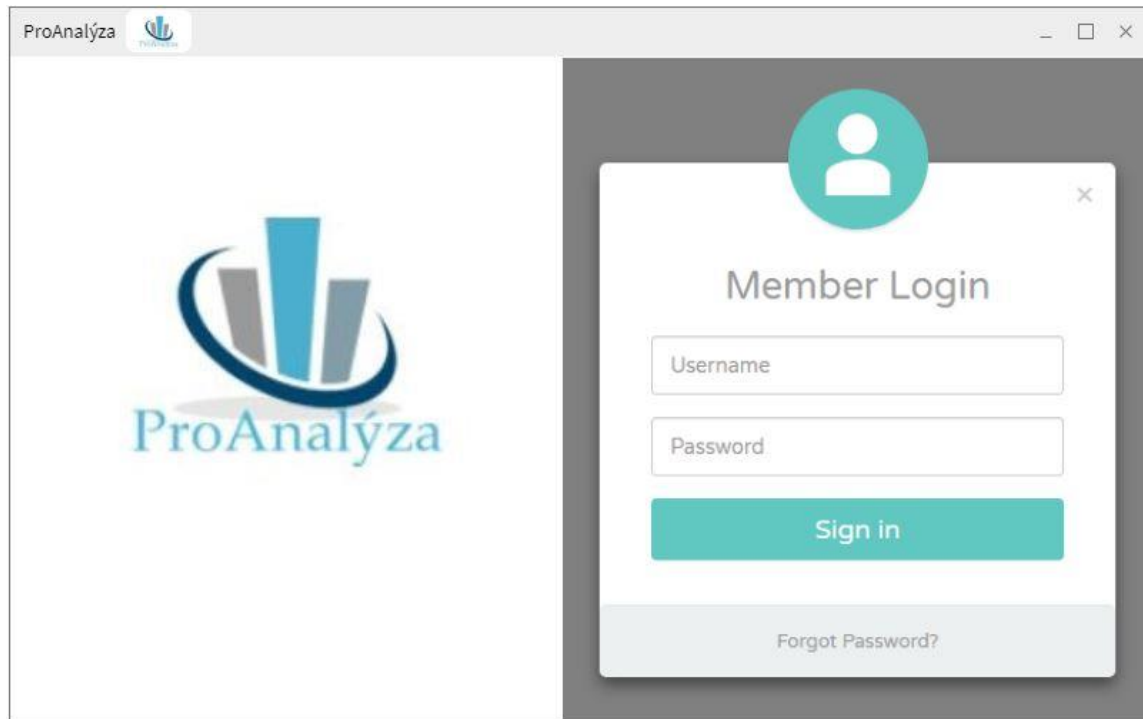 ProAnalýza
ProAnalýza
Member Login
Username
Password
Sign in
Forgot Password?